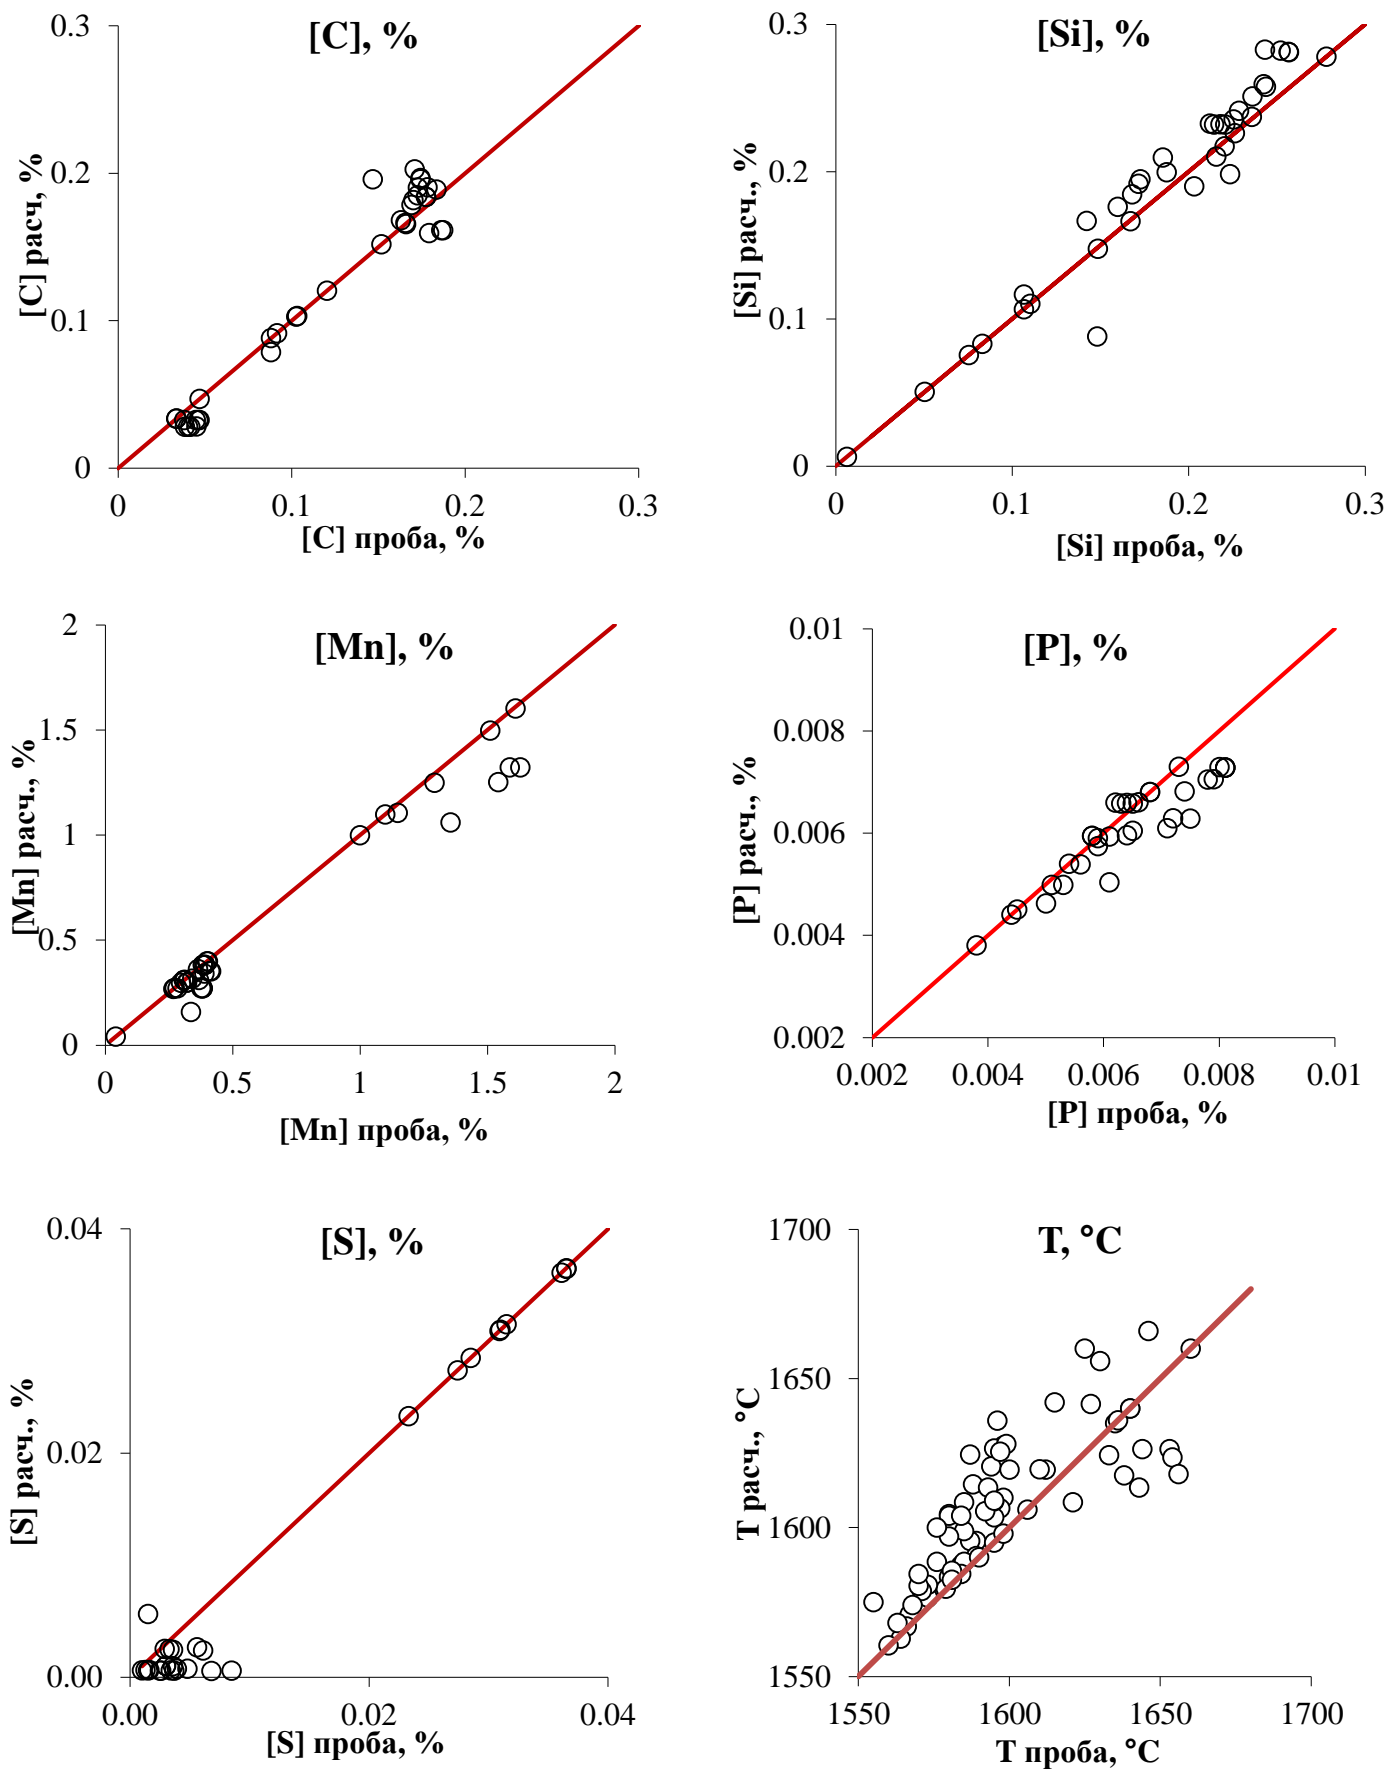 [C], %
0.3
0.2
0.1
0
[C] расч, %
0
0.1
0.2
0.3
[C] проба, %
[Si], %
0.3
0.2
0.1
0
[Si] расч., %
0
0.1
0.2
0.3
[Si] проба, %
[Mn], %
2
1.5
1
0.5
0
[Mn] расч., %
0
0.5
1
1.5
2
[Mn] проба, %
[P], %
0.01
0.008
0.006
0.004
0.002
[P] расч., %
0.002
0.004
0.006
0.008
0.01
[P] проба, %
[S], %
0.04
0.02
0.00
[S] расч., %
0.00
0.02
0.04
[S] проба, %
T, °C
1700
1650
1600
1550
T расч., °C
1550
1600
1650
1700
T проба, °C